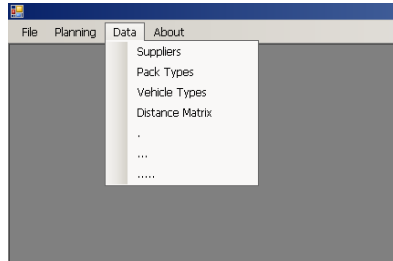 File Planning Data About
Suppliers
Pack Types
Vehicle Types
Distance Matrix
.
...
.....